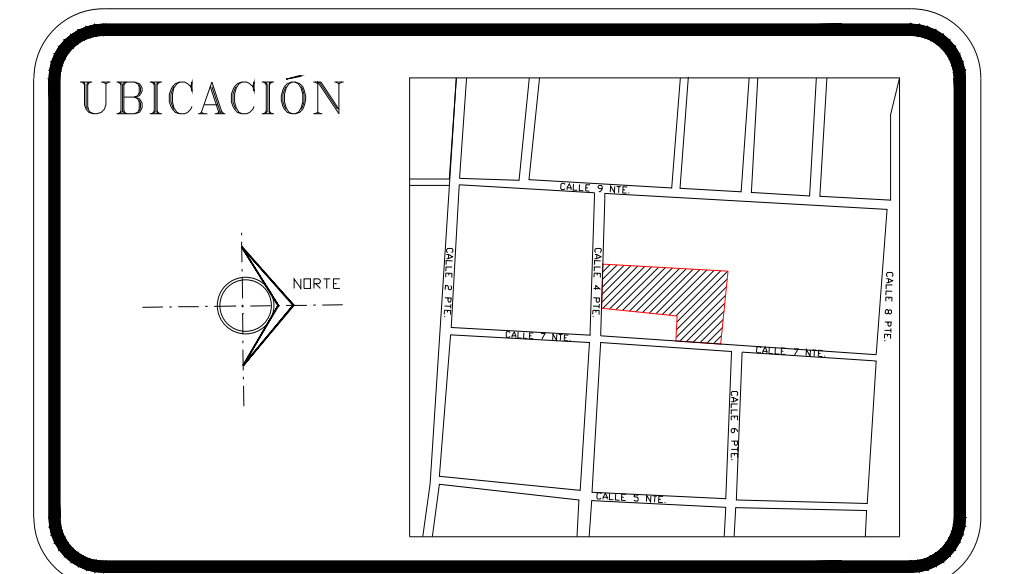 UBICACIÓN
CALLE 9 NTE.
CALLE 2 PTE.
CALLE 4 PTE.
NORTE
CALLE 8 PTE.
CALLE 7 NTE.
CALLE 7 NTE.
CALLE 6 PTE.
CALLE 5 NTE.